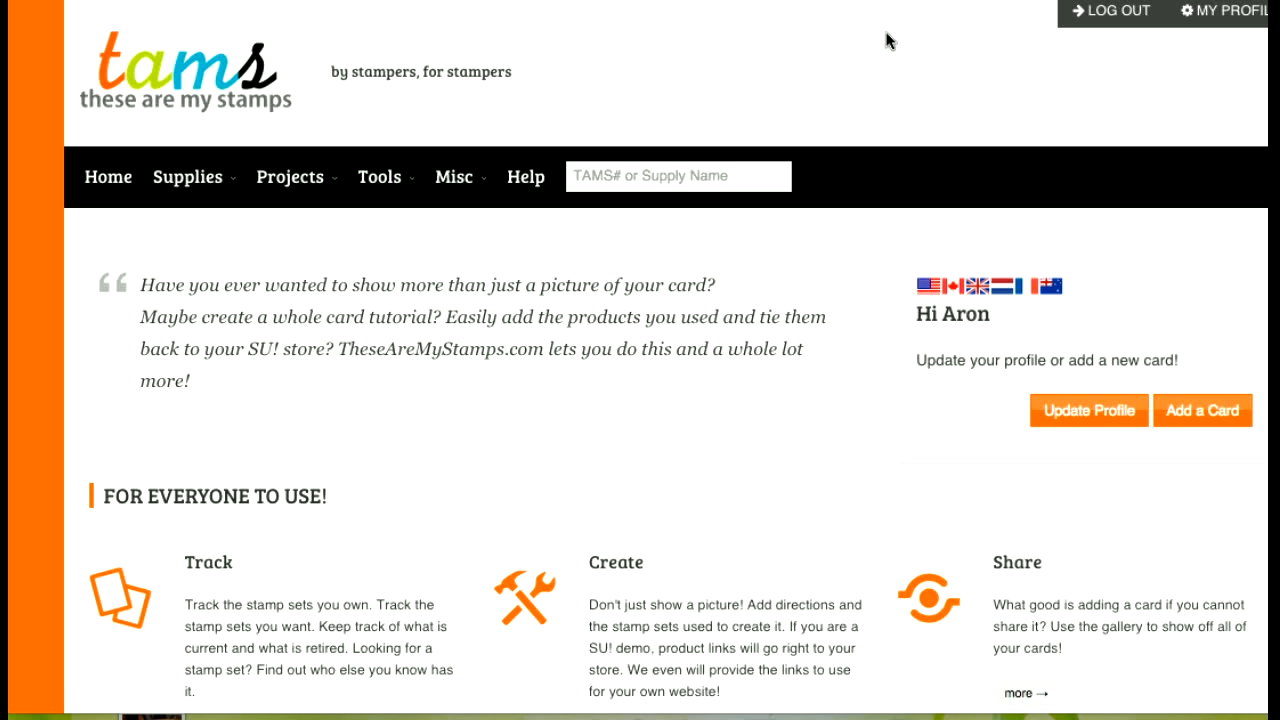 LOG OUT MY PROFIL
tams
these are my stamps
by stampers, for stampers
Home Supplies Projects Tools Misc Help TAMS# or Supply Name
Have you ever wanted to show more than just a picture of your card?
Maybe create a whole card tutorial? Easily add the products you used and tie them
back to your SU! store? TheseAreMyStamps.com lets you do this and a whole lot
more!
Hi Aron
Update your profile or add a new card!
Update Profile Add a Card
FOR EVERYONE TO USE!
Track
Track the stamp sets you own. Track the
stamp sets you want. Keep track of what is
current and what is retired. Looking for a
stamp set? Find out who else you know has
it.
Create
Don't just show a picture! Add directions and
the stamp sets used to create it. If you are a
SU! demo, product links will go right to your
store. We even will provide the links to use
for your own website!
Share
What good is adding a card if you cannot
share it? Use the gallery to show off all of
your cards!
more →